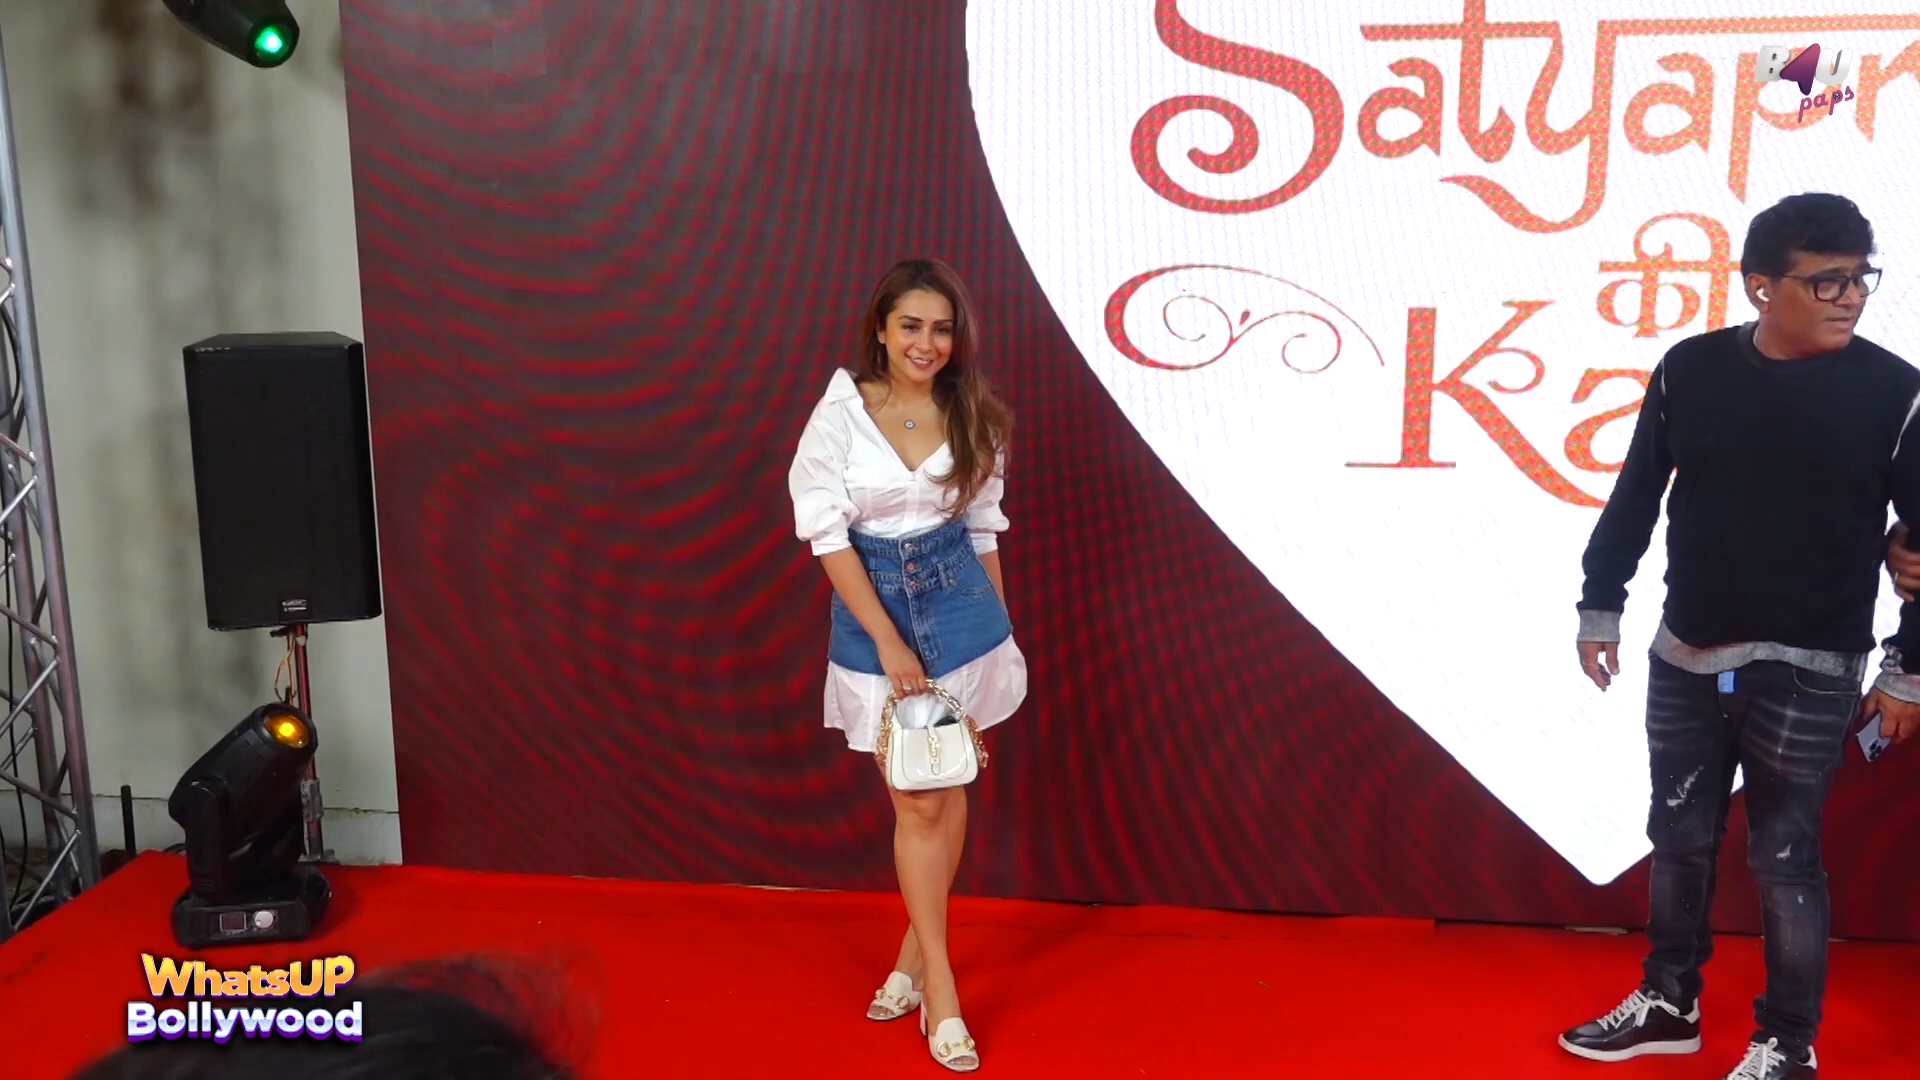 Satyapr
B4U
paps
की
Ka
WhatsUP
Bollywood